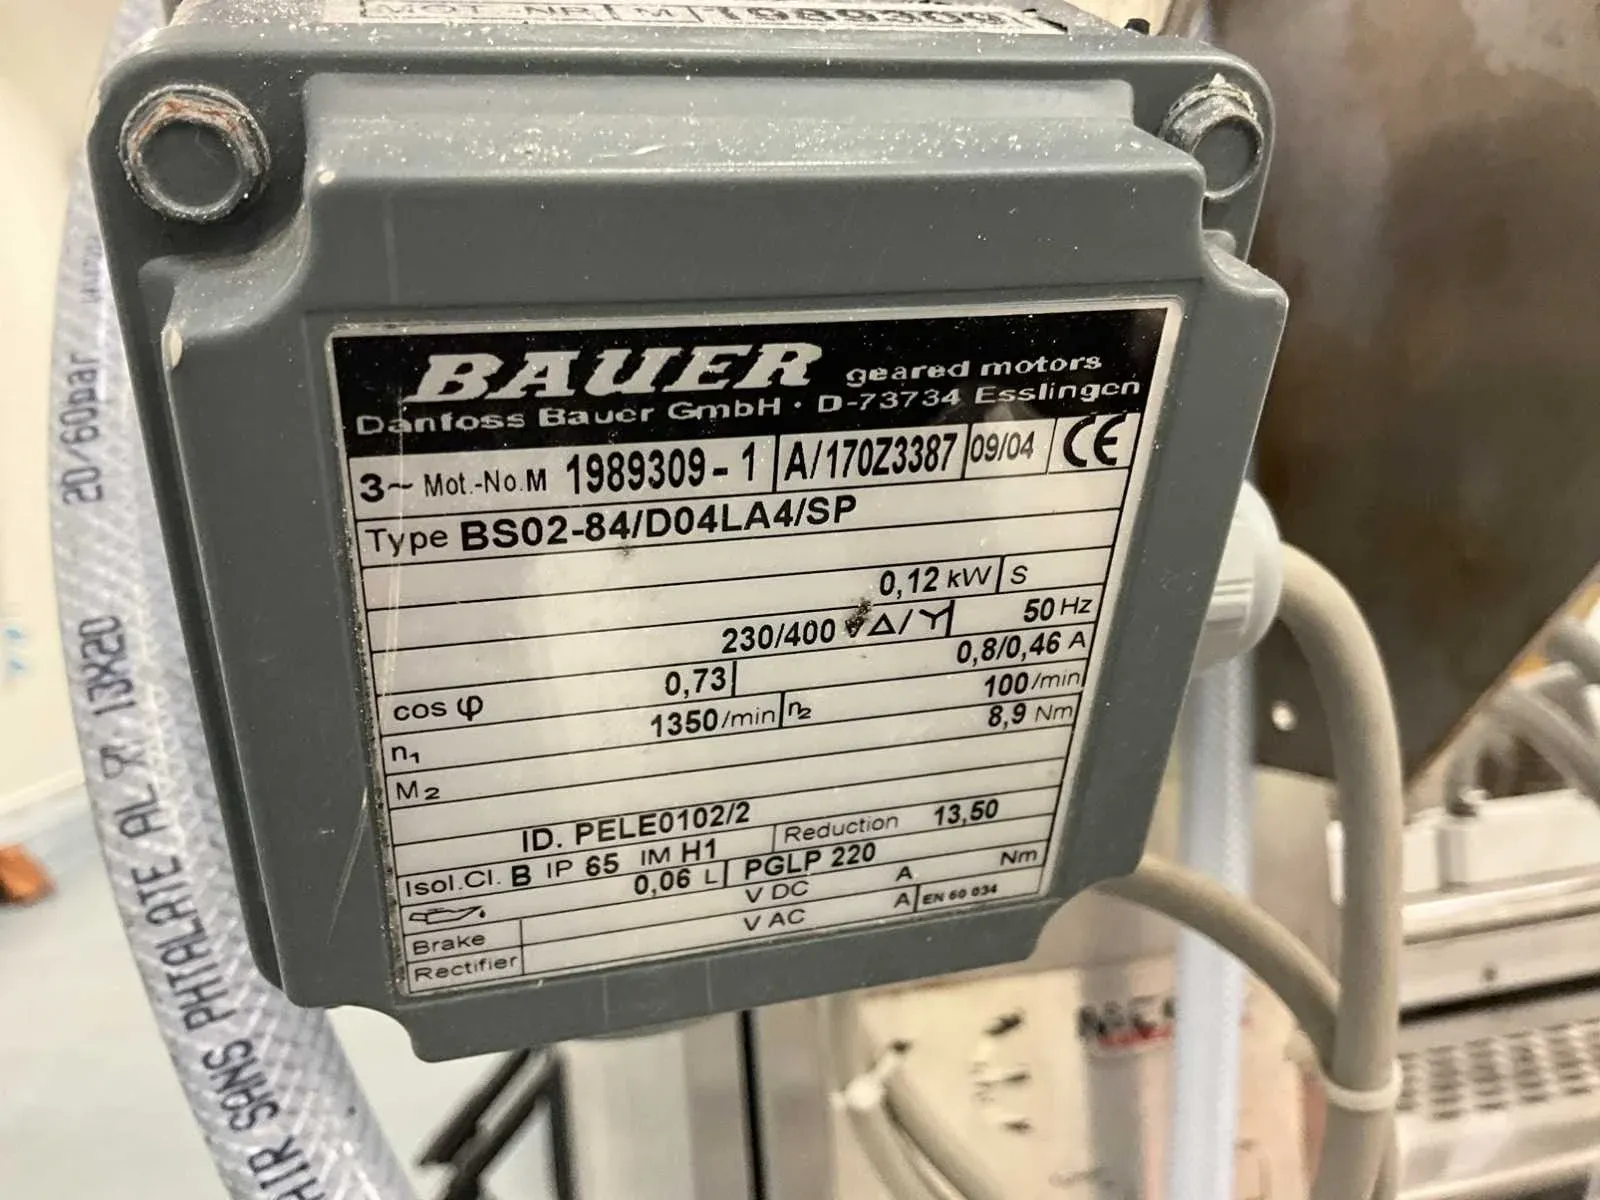 MOT.-NR. M 1989309
BAUER geared motors
Danfoss Bauer GmbH · D-73734 Esslingen
3~ Mot.-No.M 1989309-1 A/170Z3387 09/04 CE
Type BS02-84/D04LA4/SP
0,12 kW S
230/400 V Δ/Y 50 Hz
cos φ 0,73 0,8/0,46 A
n1 1350/min n2 100/min
M2 8,9 Nm
ID. PELE0102/2
Isol.Cl. B IP 65 IM H1 Reduction 13,50
0,06 L PGLP 220
Brake V DC A Nm
Rectifier V AC A EN 60 034
20/60bar
13X20
AL
PHTALATE
SANS
AIR